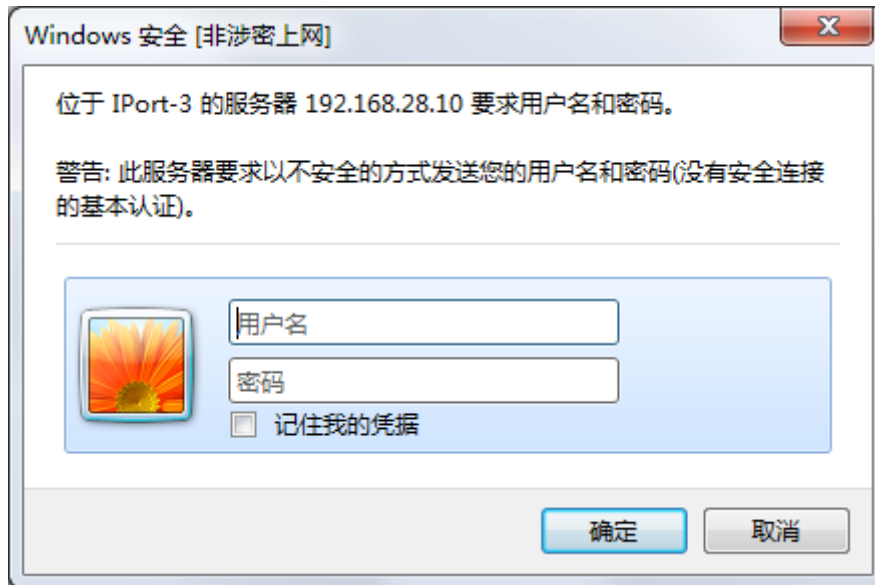 Windows 安全 [非涉密上网]
位于 IPort-3 的服务器 192.168.28.10 要求用户名和密码。
警告: 此服务器要求以不安全的方式发送您的用户名和密码(没有安全连接
的基本认证)。
用户名
密码
记住我的凭据
确定
取消